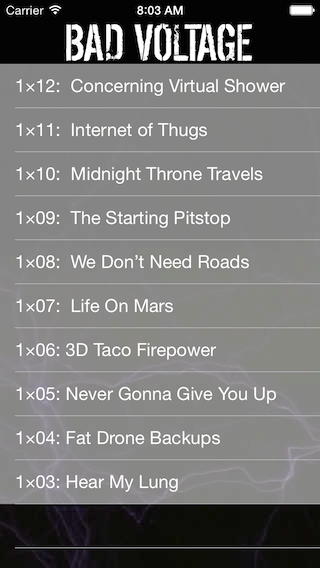 Carrier 8:03 AM
BAD VOLTAGE
1×12: Concerning Virtual Shower
1×11: Internet of Thugs
1×10: Midnight Throne Travels
1×09: The Starting Pitstop
1×08: We Don’t Need Roads
1×07: Life On Mars
1×06: 3D Taco Firepower
1×05: Never Gonna Give You Up
1×04: Fat Drone Backups
1×03: Hear My Lung